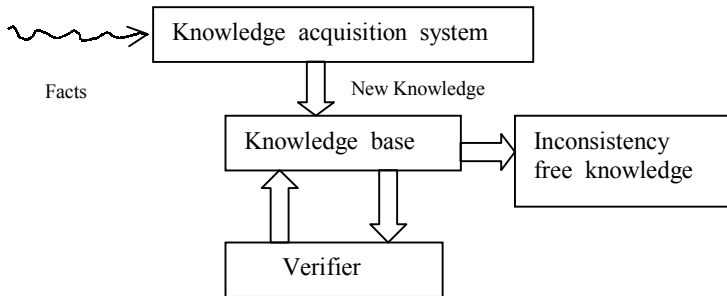 Knowledge acquisition system
Facts
New Knowledge
Knowledge base
Inconsistency
free knowledge
Verifier